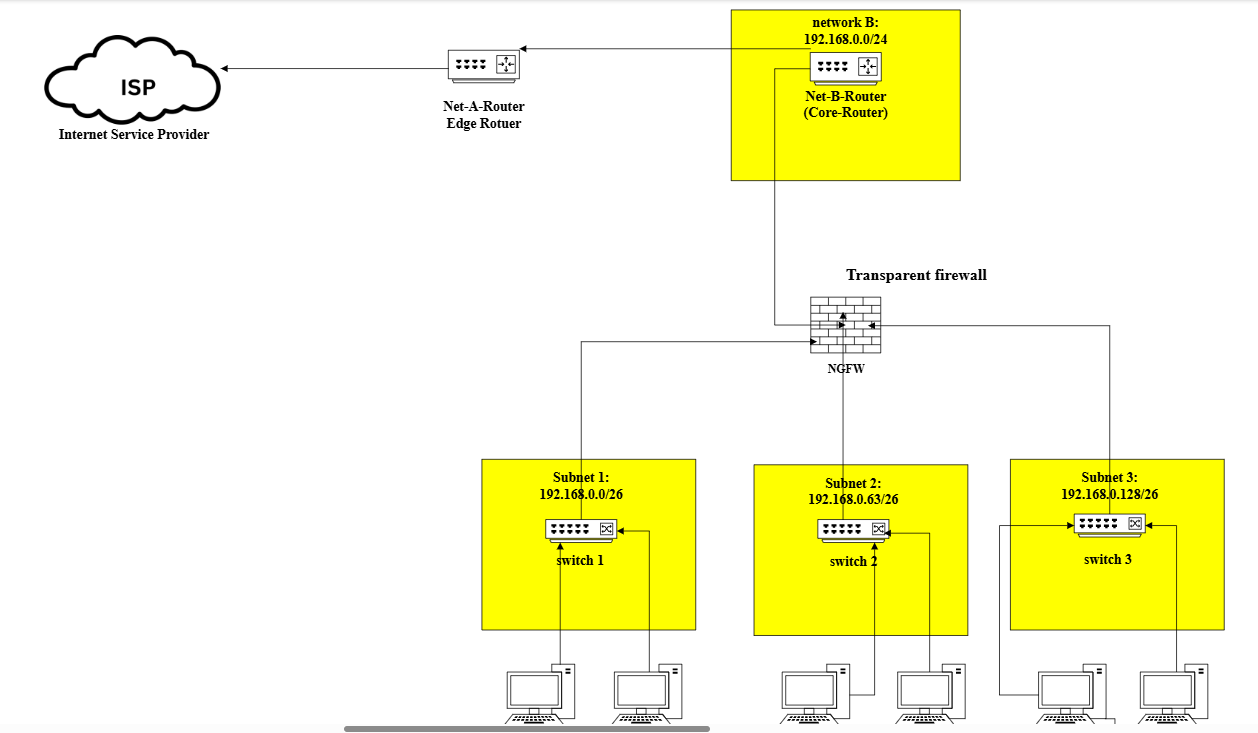 ISP
Internet Service Provider
Net-A-Router
Edge Rotuer
network B:
192.168.0.0/24
Net-B-Router
(Core-Router)
Transparent firewall
NGFW
Subnet 1:
192.168.0.0/26
switch 1
Subnet 2:
192.168.0.63/26
switch 2
Subnet 3:
192.168.0.128/26
switch 3